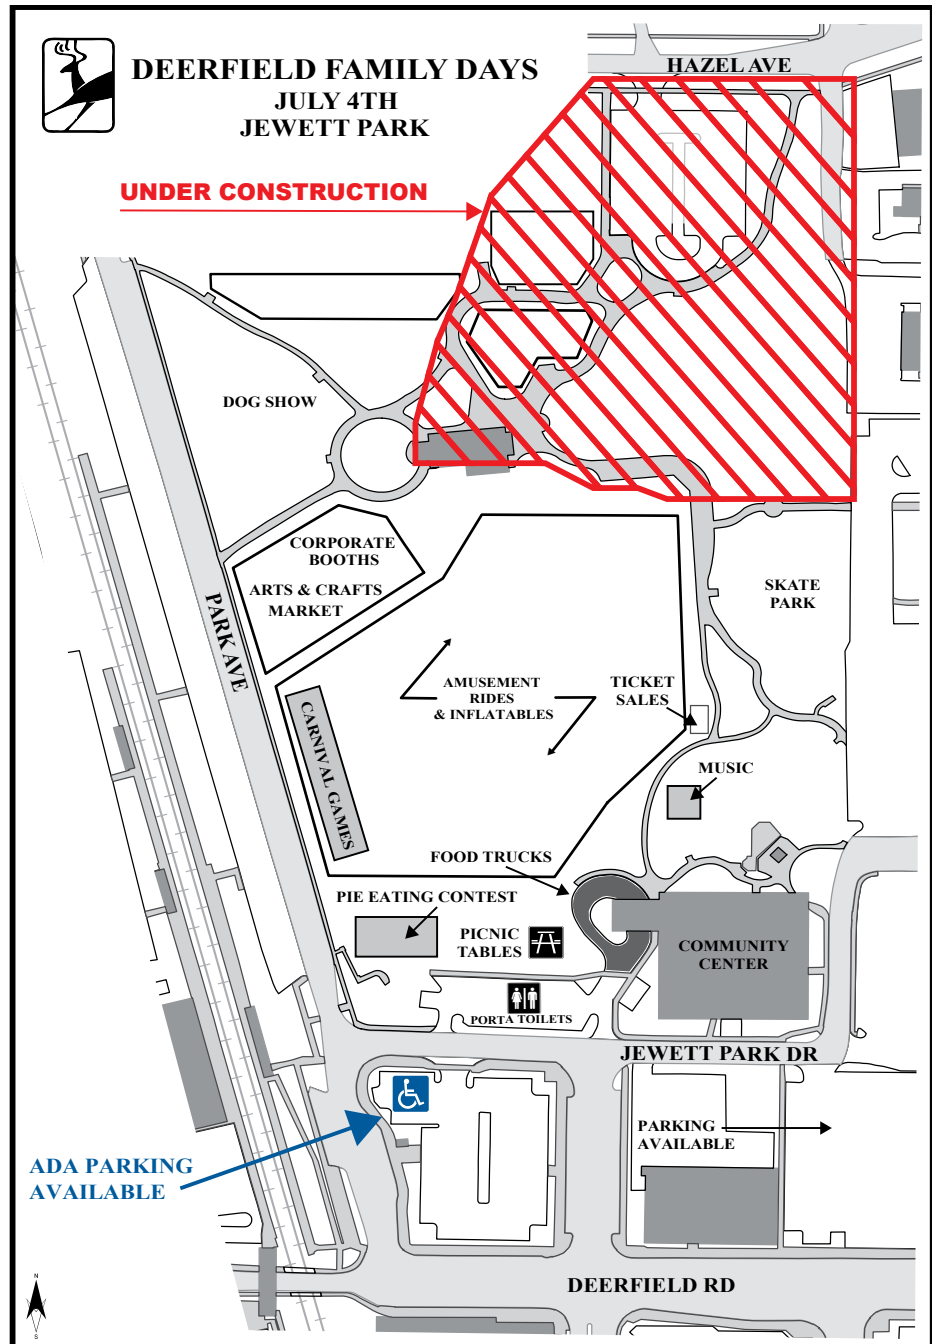 DEERFIELD FAMILY DAYS
JULY 4TH
JEWETT PARK
HAZEL AVE
UNDER CONSTRUCTION
DOG SHOW
CORPORATE
BOOTHS
ARTS & CRAFTS
MARKET
SKATE
PARK
PARK AVE
AMUSEMENT
RIDES
& INFLATABLES
TICKET
SALES
CARNIVAL GAMES
MUSIC
FOOD TRUCKS
PIE EATING CONTEST
PICNIC
TABLES
COMMUNITY
CENTER
PORTA TOILETS
JEWETT PARK DR
PARKING
AVAILABLE
ADA PARKING
AVAILABLE
DEERFIELD RD
N
S